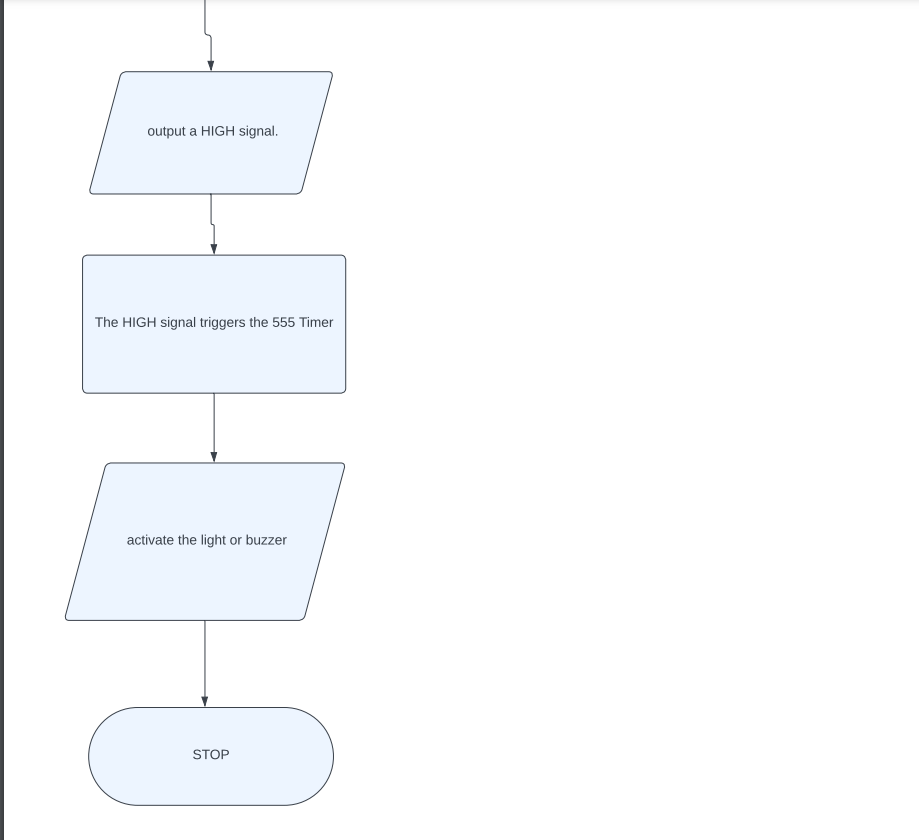 output a HIGH signal.
The HIGH signal triggers the 555 Timer
activate the light or buzzer
STOP